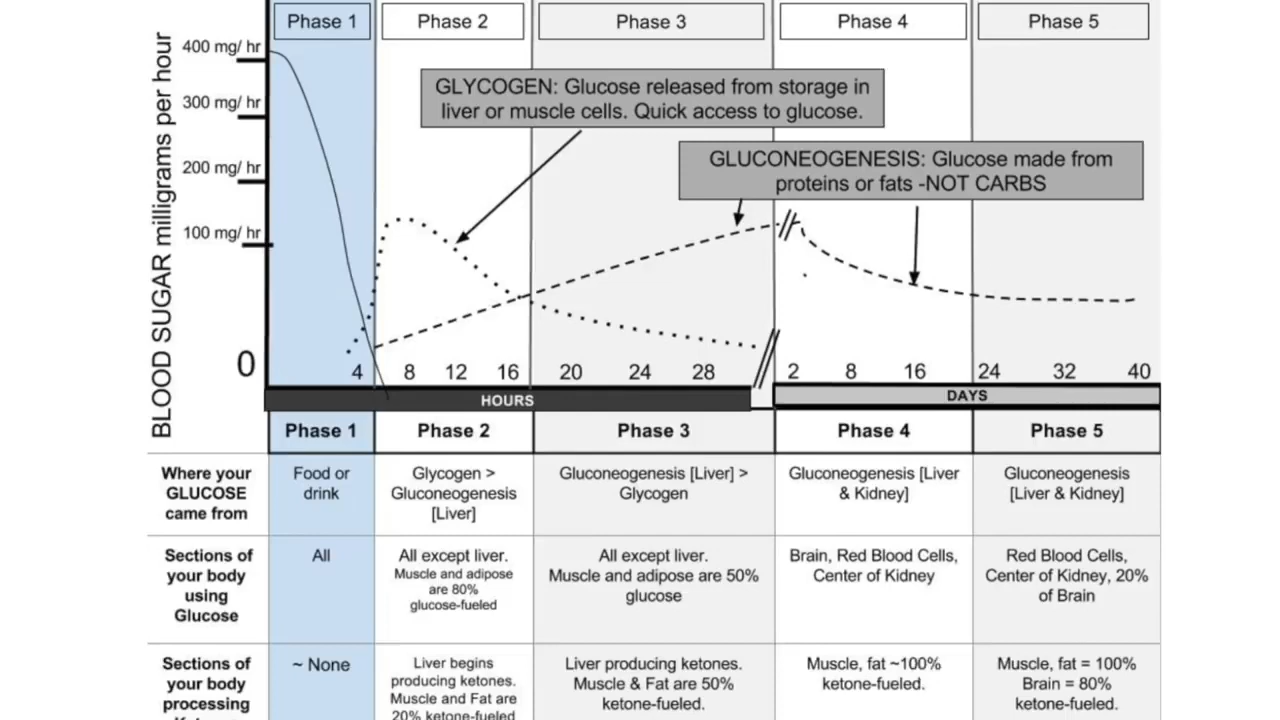 Phase 1
Phase 2
Phase 3
Phase 4
Phase 5
BLOOD SUGAR milligrams per hour
400 mg/ hr
300 mg/ hr
200 mg/ hr
100 mg/ hr
0
GLYCOGEN: Glucose released from storage in
liver or muscle cells. Quick access to glucose.
GLUCONEOGENESIS: Glucose made from
proteins or fats -NOT CARBS
4 8 12 16 20 24 28 2 8 16 24 32 40
HOURS
DAYS
Phase 1
Phase 2
Phase 3
Phase 4
Phase 5
Where your
GLUCOSE
came from
Food or
drink
Glycogen >
Gluconeogenesis
[Liver]
Gluconeogenesis [Liver] >
Glycogen
Gluconeogenesis [Liver
& Kidney]
Gluconeogenesis
[Liver & Kidney]
Sections of
your body
using
Glucose
All
All except liver.
Muscle and adipose
are 80%
glucose-fueled
All except liver.
Muscle and adipose are 50%
glucose
Brain, Red Blood Cells,
Center of Kidney
Red Blood Cells,
Center of Kidney, 20%
of Brain
Sections of
your body
processing
~ None
Liver begins
producing ketones.
Muscle and Fat are
20% ketone-fueled
Liver producing ketones.
Muscle & Fat are 50%
ketone-fueled.
Muscle, fat ~100%
ketone-fueled.
Muscle, fat = 100%
Brain = 80%
ketone-fueled.